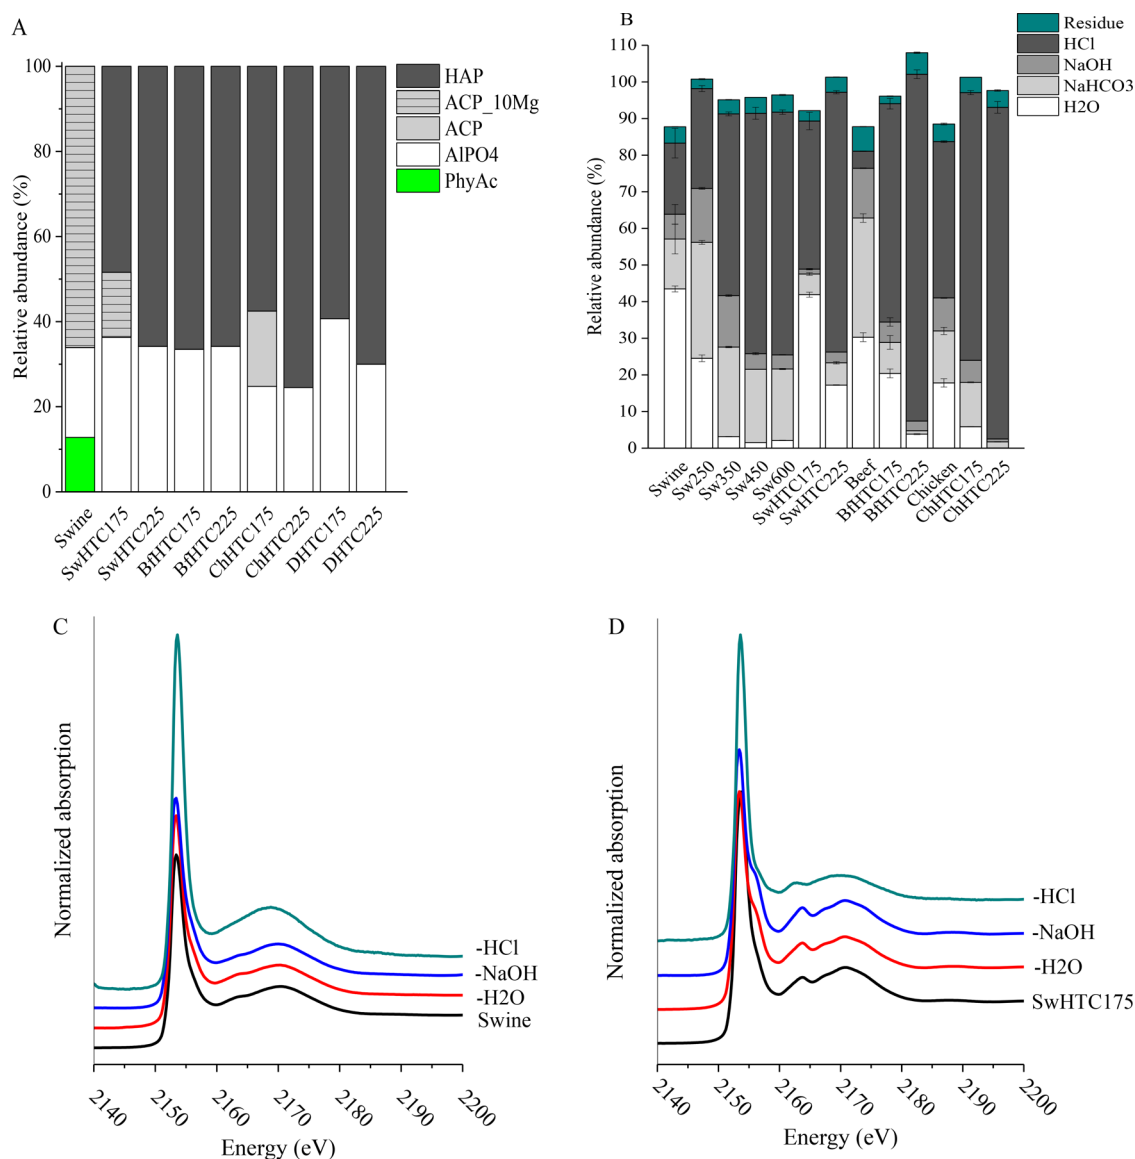 A
Relative abundance (%)
100
80
60
40
20
0
HAP
ACP_10Mg
ACP
AlPO4
PhyAc
Swine
SwHTC175
SwHTC225
BfHTC175
BfHTC225
ChHTC175
ChHTC225
DHTC175
DHTC225
B
Relative abundance (%)
110
100
90
80
70
60
50
40
30
20
10
0
Residue
HCl
NaOH
NaHCO3
H2O
Swine
Sw250
Sw350
Sw450
Sw600
SwHTC175
SwHTC225
Beef
BfHTC175
BfHTC225
Chicken
ChHTC175
ChHTC225
C
Normalized absorption
-HCl
-NaOH
-H2O
Swine
2140
2150
2160
2170
2180
2190
2200
Energy (eV)
D
Normalized absorption
-HCl
-NaOH
-H2O
SwHTC175
2140
2150
2160
2170
2180
2190
2200
Energy (eV)